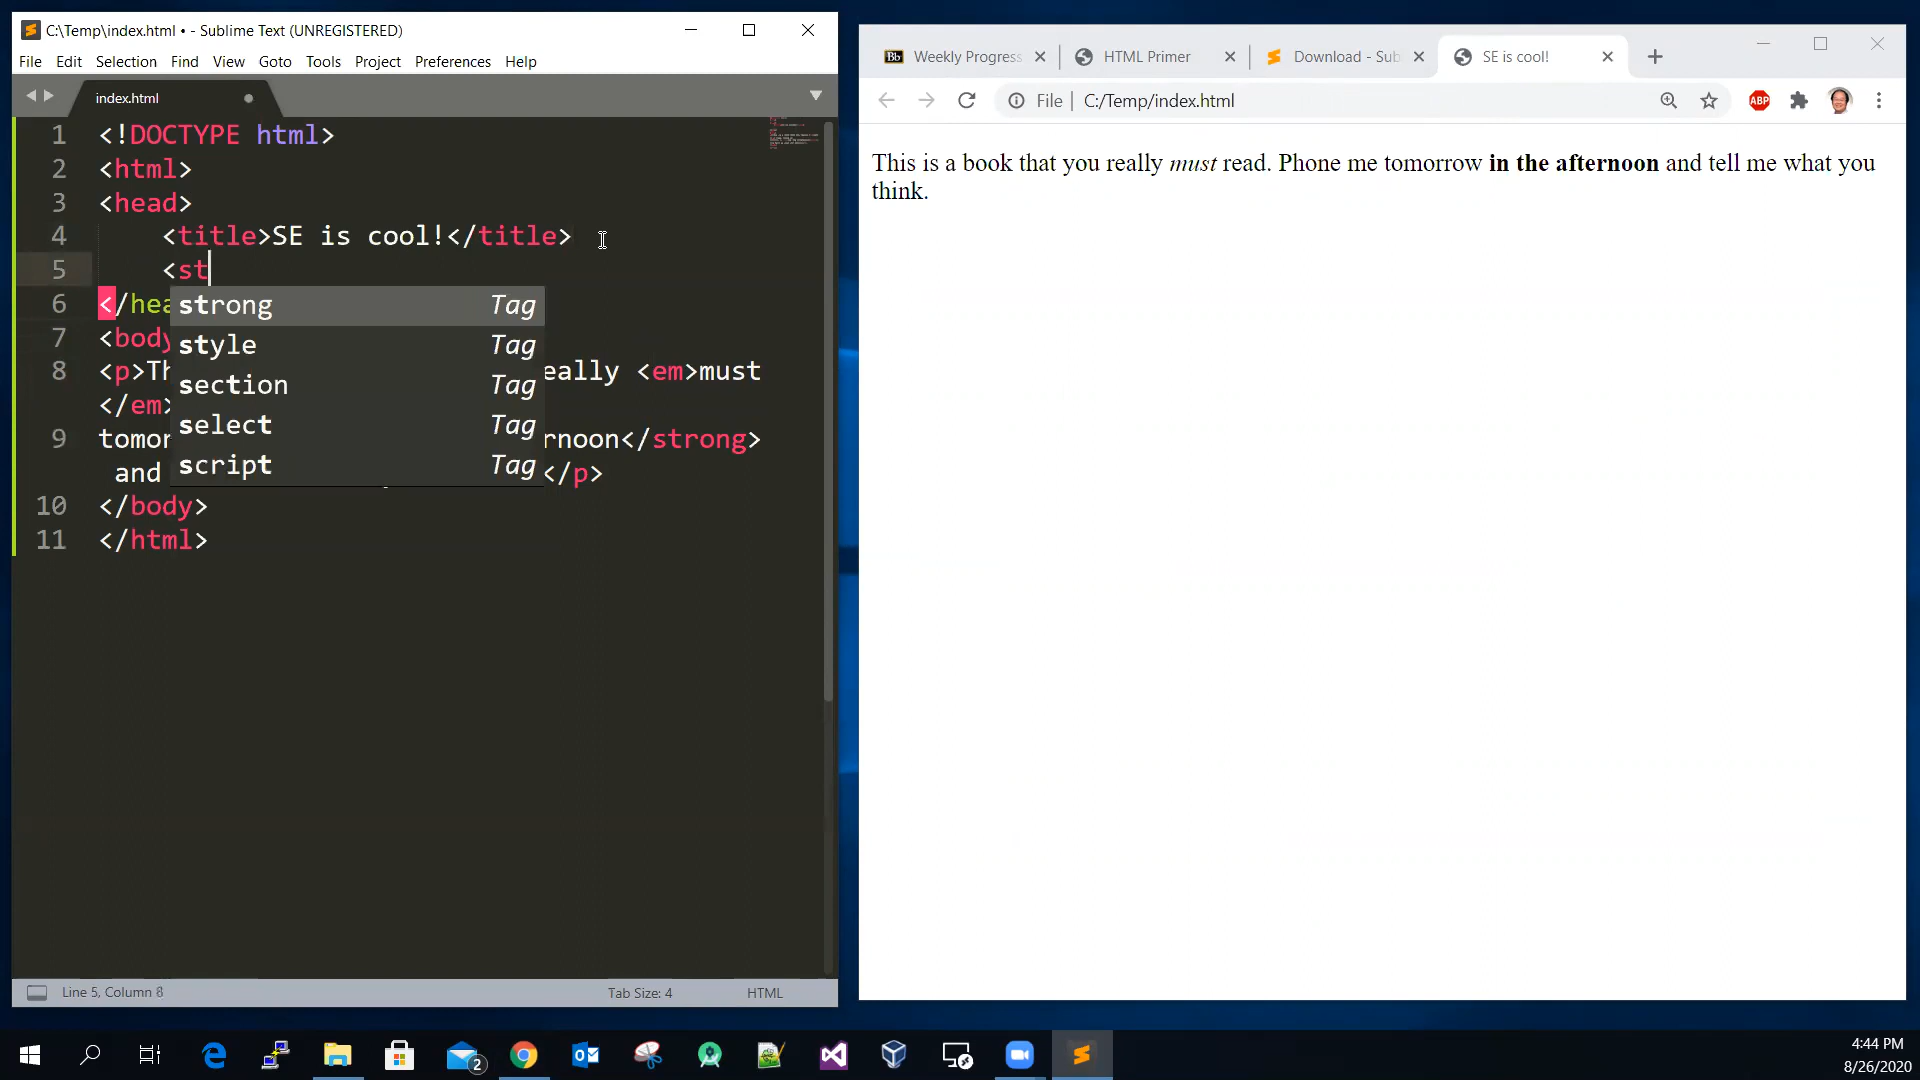 C:\Temp\index.html • - Sublime Text (UNREGISTERED)
File Edit Selection Find View Goto Tools Project Preferences Help
index.html
1 <!DOCTYPE html>
2 <html>
3 <head>
4 <title>SE is cool!</title>
5 <st
6 </hea
strong Tag
style Tag
section Tag
select Tag
script Tag
7 <body
8 <p>Th eally <em>must
</em>
9 tomor rnoon</strong>
and </p>
10 </body>
11 </html>
Line 5, Column 8 Tab Size: 4 HTML
Bb Weekly Progress HTML Primer Download - Sub SE is cool!
File C:/Temp/index.html
ABP
This is a book that you really must read. Phone me tomorrow in the afternoon and tell me what you
think.
2
4:44 PM
8/26/2020